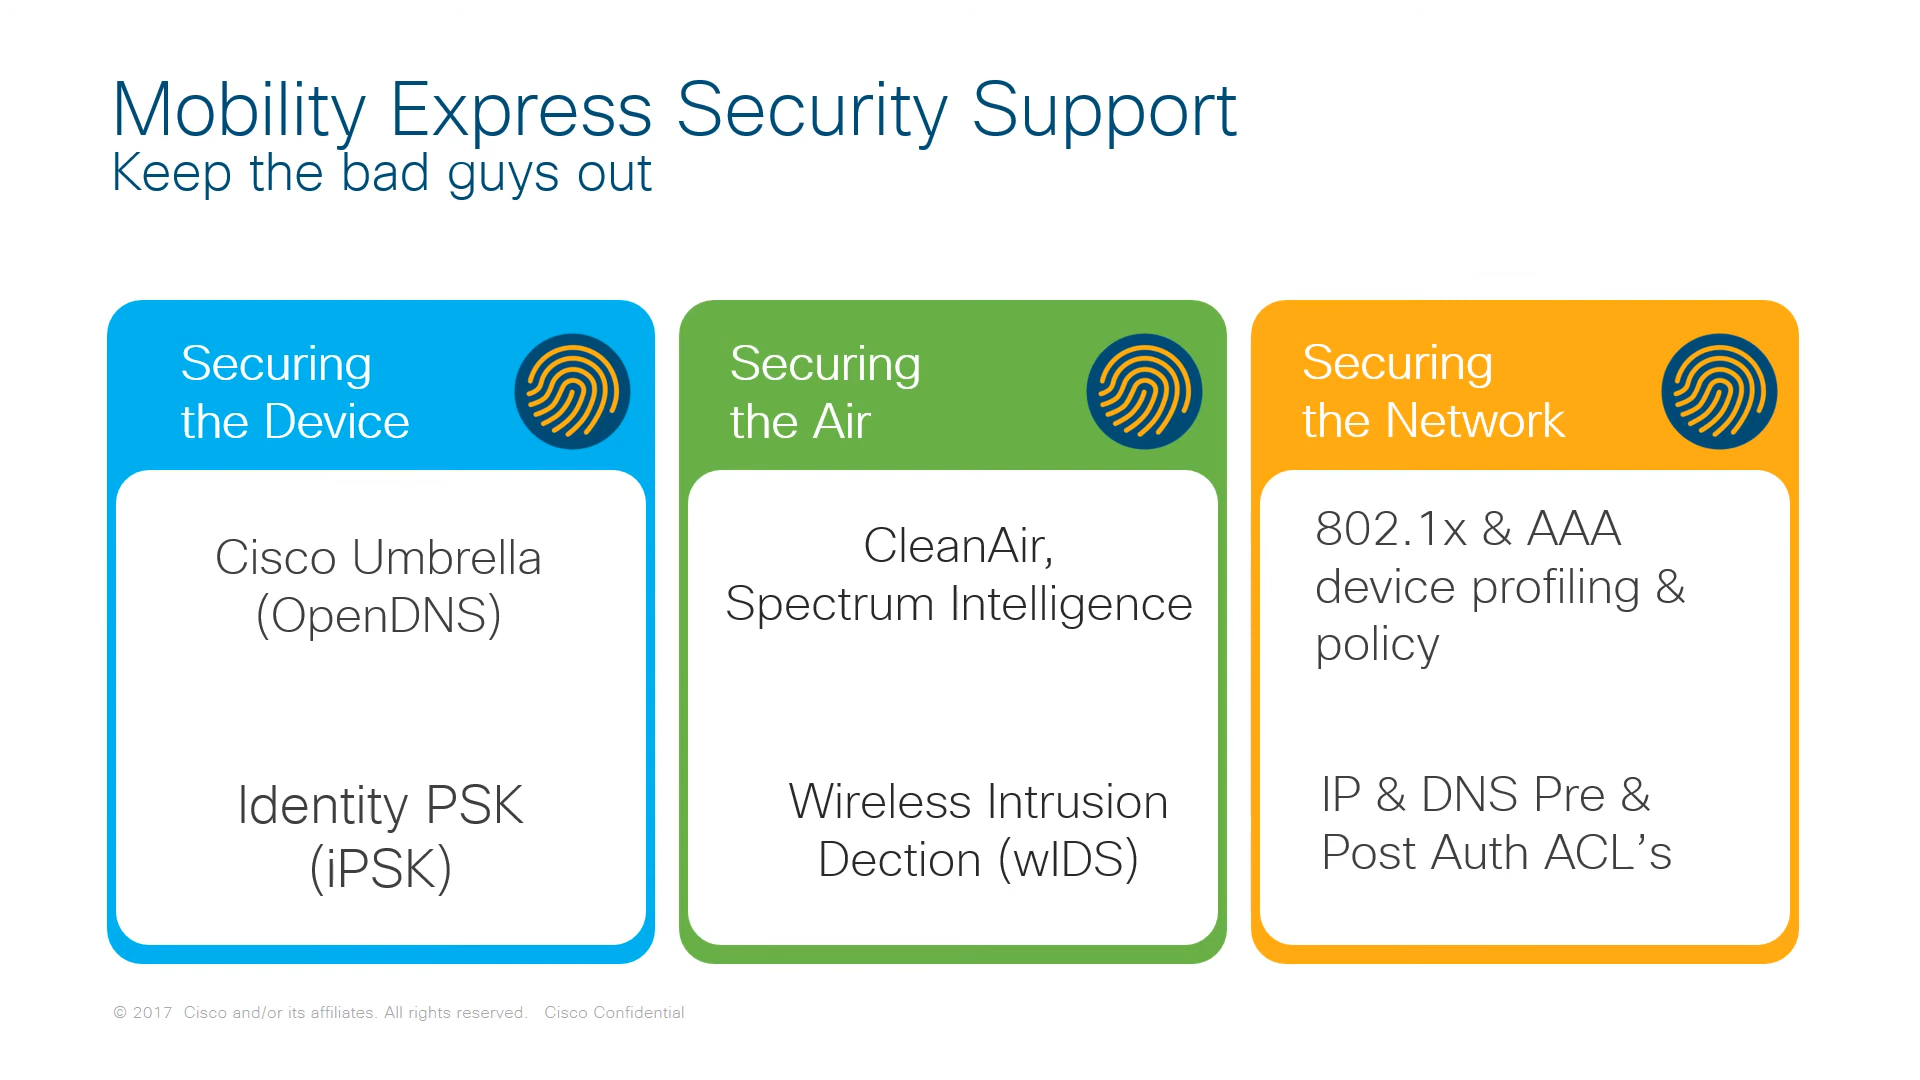 Mobility Express Security Support
Keep the bad guys out
Securing
the Device
Cisco Umbrella
(OpenDNS)
Identity PSK
(iPSK)
Securing
the Air
CleanAir,
Spectrum Intelligence
Wireless Intrusion
Dection (wIDS)
Securing
the Network
802.1x & AAA
device profiling &
policy
IP & DNS Pre &
Post Auth ACL’s
© 2017 Cisco and/or its affiliates. All rights reserved. Cisco Confidential